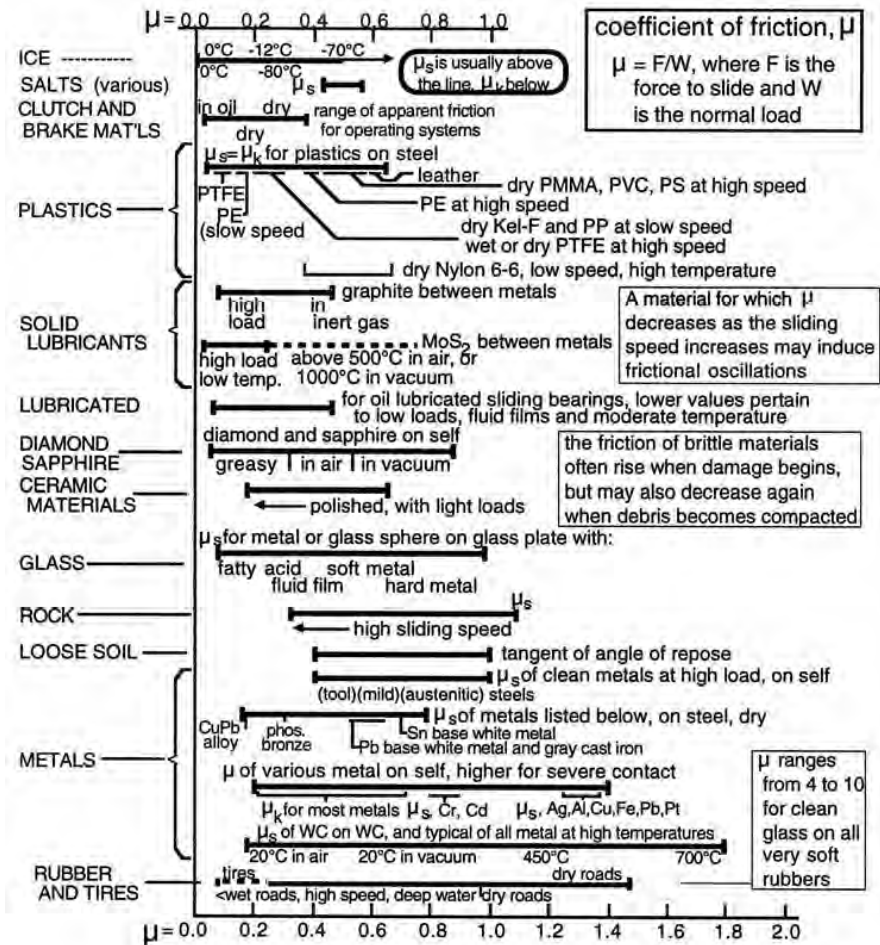 μ= 0 0.2 0.4 0.6 0.8 1.0
coefficient of friction, μ
μ = F/W, where F is the
force to slide and W
is the normal load
0°C -12°C -70°C
ICE
0°C -80°C
μs is usually above
the line, μk below
SALTS (various) μs
CLUTCH AND
BRAKE MAT'LS
in oil dry
dry
range of apparent friction
for operating systems
PLASTICS
μs=μk for plastics on steel
leather
PTFE
PE
(slow speed
dry PMMA, PVC, PS at high speed
PE at high speed
dry Kel-F and PP at slow speed
wet or dry PTFE at high speed
dry Nylon 6-6, low speed, high temperature
SOLID
LUBRICANTS
graphite between metals
high in
load inert gas
MoS2 between metals
high load above 500°C in air, or
low temp. 1000°C in vacuum
A material for which μ
decreases as the sliding
speed increases may induce
frictional oscillations
LUBRICATED
for oil lubricated sliding bearings, lower values pertain
to low loads, fluid films and moderate temperature
DIAMOND
SAPPHIRE
diamond and sapphire on self
greasy in air in vacuum
CERAMIC
MATERIALS
polished, with light loads
the friction of brittle materials
often rise when damage begins,
but may also decrease again
when debris becomes compacted
μs for metal or glass sphere on glass plate with:
GLASS
fatty acid soft metal
fluid film hard metal
μs
ROCK
high sliding speed
LOOSE SOIL tangent of angle of repose
METALS
μs of clean metals at high load, on self
(tool)(mild)(austenitic) steels
μs of metals listed below, on steel, dry
CuPb
alloy
phos.
bronze
Sn base white metal
Pb base white metal and gray cast iron
μ of various metal on self, higher for severe contact
μk for most metals μs, Cr, Cd μs, Ag,Al,Cu,Fe,Pb,Pt
μs of WC on WC, and typical of all metal at high temperatures
20°C in air 20°C in vacuum 450°C 700°C
μ ranges
from 4 to 10
for clean
glass on all
very soft
rubbers
RUBBER
AND TIRES
tires dry roads
<wet roads, high speed, deep water dry roads
μ= 0 0.2 0.4 0.6 0.8 1.0 1.2 1.4 1.6 1.8 2.0